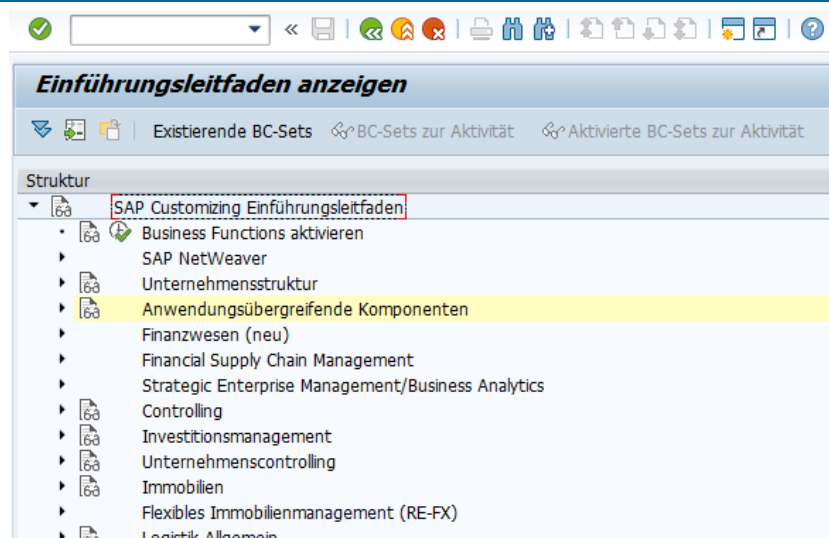 Einführungsleitfaden anzeigen
Existierende BC-Sets BC-Sets zur Aktivität Aktivierte BC-Sets zur Aktivität
Struktur
SAP Customizing Einführungsleitfaden
Business Functions aktivieren
SAP NetWeaver
Unternehmensstruktur
Anwendungsübergreifende Komponenten
Finanzwesen (neu)
Financial Supply Chain Management
Strategic Enterprise Management/Business Analytics
Controlling
Investitionsmanagement
Unternehmenscontrolling
Immobilien
Flexibles Immobilienmanagement (RE-FX)
Logistik Allgemein